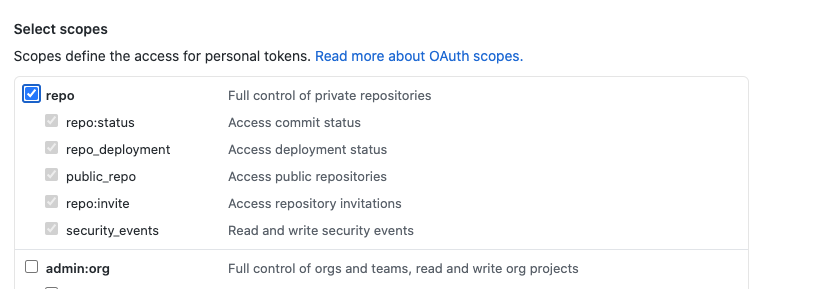 Select scopes
Scopes define the access for personal tokens. Read more about OAuth scopes.
repo Full control of private repositories
repo:status Access commit status
repo_deployment Access deployment status
public_repo Access public repositories
repo:invite Access repository invitations
security_events Read and write security events
admin:org Full control of orgs and teams, read and write org projects